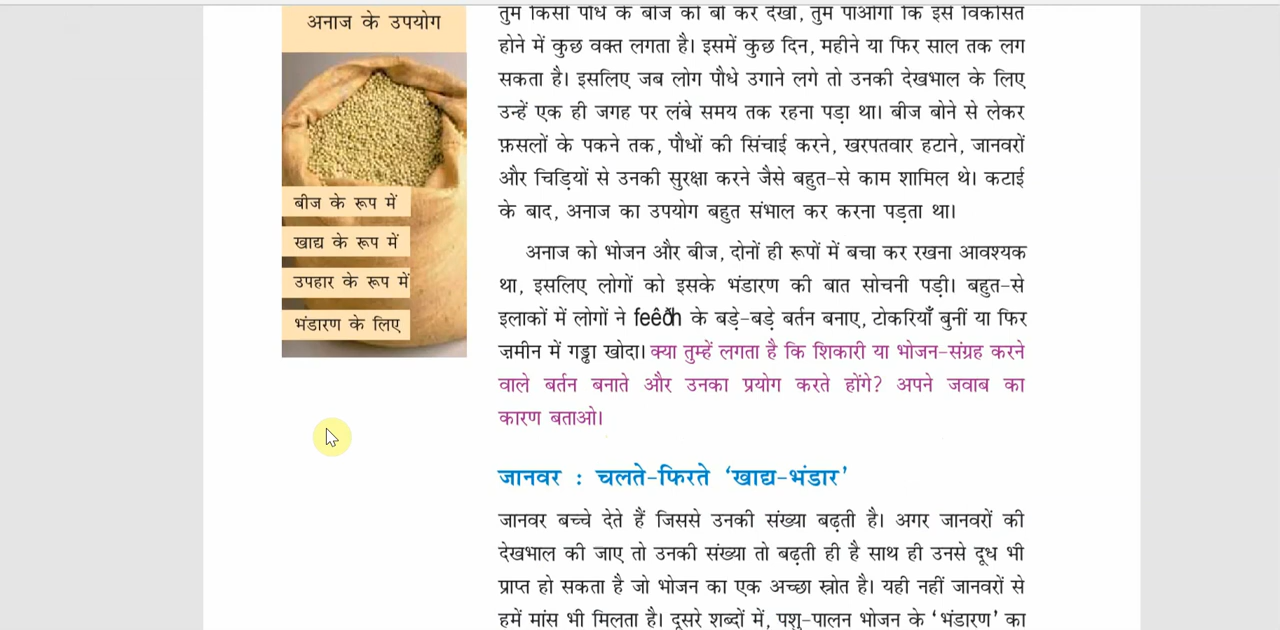 अनाज के उपयोग
बीज के रूप में
खाद्य के रूप में
उपहार के रूप में
भंडारण के लिए
तुम किसी पौधे के बीज को बो कर देखो, तुम पाओगी कि इसे विकसित
होने में कुछ वक्त लगता है। इसमें कुछ दिन, महीने या फिर साल तक लग
सकता है। इसलिए जब लोग पौधे उगाने लगे तो उनकी देखभाल के लिए
उन्हें एक ही जगह पर लंबे समय तक रहना पड़ा था। बीज बोने से लेकर
फ़सलों के पकने तक, पौधों की सिंचाई करने, खरपतवार हटाने, जानवरों
और चिड़ियों से उनकी सुरक्षा करने जैसे बहुत-से काम शामिल थे। कटाई
के बाद, अनाज का उपयोग बहुत संभाल कर करना पड़ता था।
अनाज को भोजन और बीज, दोनों ही रूपों में बचा कर रखना आवश्यक
था, इसलिए लोगों को इसके भंडारण की बात सोचनी पड़ी। बहुत-से
इलाकों में लोगों ने feêðh के बड़े-बड़े बर्तन बनाए, टोकरियाँ बुनीं या फिर
ज़मीन में गड्ढा खोदा। क्या तुम्हें लगता है कि शिकारी या भोजन-संग्रह करने
वाले बर्तन बनाते और उनका प्रयोग करते होंगे? अपने जवाब का
कारण बताओ।
जानवर : चलते-फिरते ‘खाद्य-भंडार’
जानवर बच्चे देते हैं जिससे उनकी संख्या बढ़ती है। अगर जानवरों की
देखभाल की जाए तो उनकी संख्या तो बढ़ती ही है साथ ही उनसे दूध भी
प्राप्त हो सकता है जो भोजन का एक अच्छा स्रोत है। यही नहीं जानवरों से
हमें मांस भी मिलता है। दूसरे शब्दों में, पशु-पालन भोजन के ‘भंडारण’ का